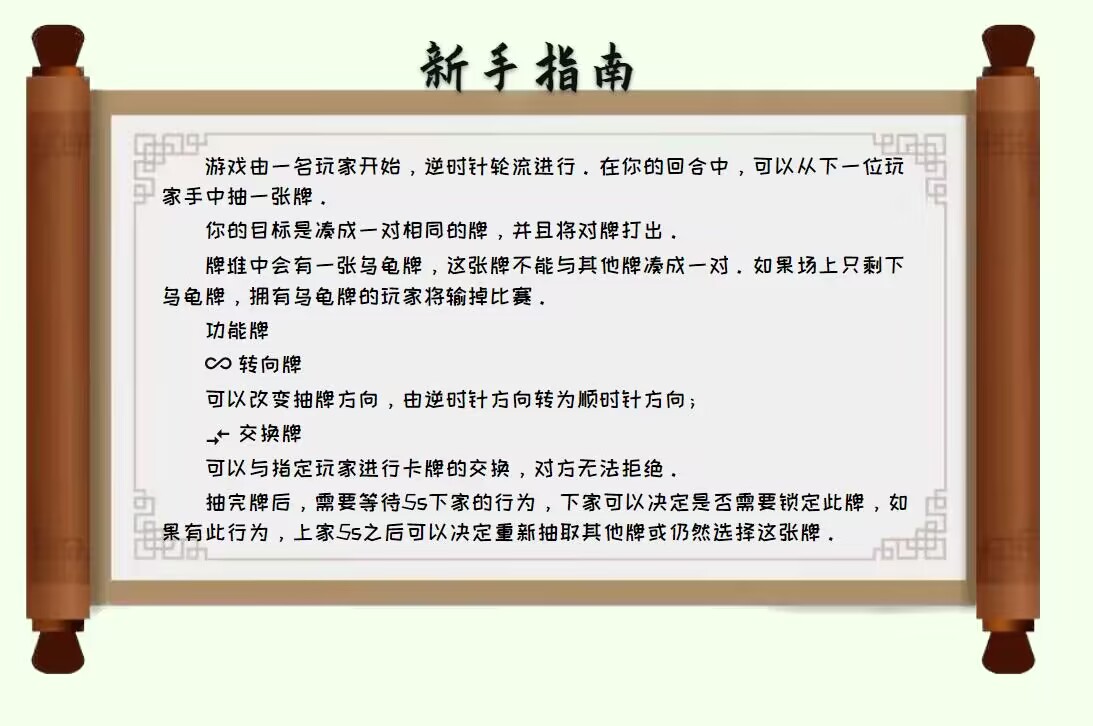 新手指南
游戏由一名玩家开始，逆时针轮流进行．在你的回合中，可以从下一位玩
家手中抽一张牌．
你的目标是凑成一对相同的牌，并且将对牌打出．
牌堆中会有一张乌龟牌，这张牌不能与其他牌凑成一对．如果场上只剩下
乌龟牌，拥有乌龟牌的玩家将输掉比赛．
功能牌
转向牌
可以改变抽牌方向，由逆时针方向转为顺时针方向；
交换牌
可以与指定玩家进行卡牌的交换，对方无法拒绝．
抽完牌后，需要等待5s下家的行为，下家可以决定是否需要锁定此牌，如
果有此行为，上家5s之后可以决定重新抽取其他牌或仍然选择这张牌．